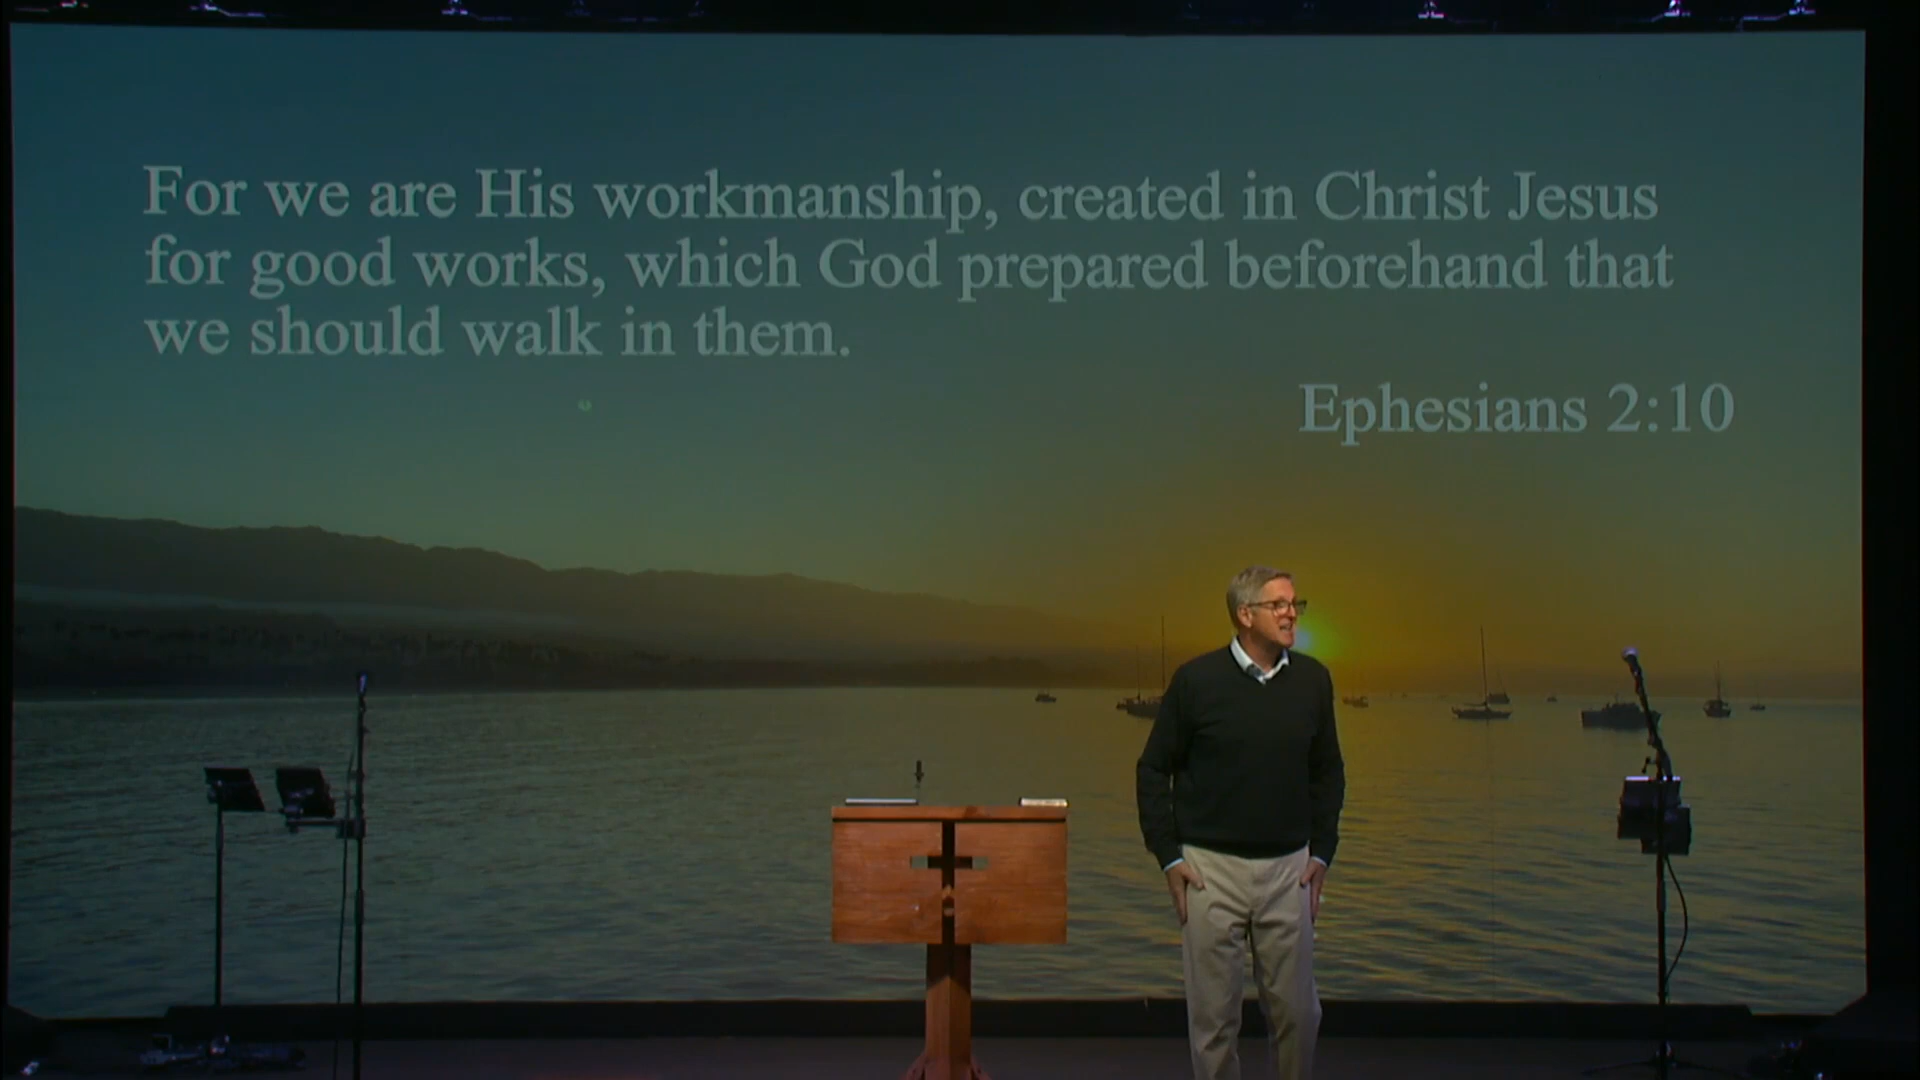 For we are His workmanship, created in Christ Jesus
for good works, which God prepared beforehand that
we should walk in them.
Ephesians 2:10